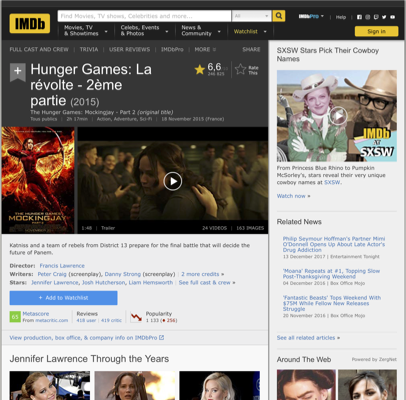 IMDb
Find Movies, TV shows, Celebrities and more...
All
Movies, TV
& Showtimes
Celebs, Events
& Photos
News &
Community
Watchlist
IMDbPro
Help
Sign in
FULL CAST AND CREW
TRIVIA
USER REVIEWS
IMDbPro
MORE
SHARE
Hunger Games: La
révolte - 2ème
partie (2015)
6,6
Rate
This
The Hunger Games: Mockingjay - Part 2 (original title)
Tous publics | 2h 17min | Action, Adventure, Sci-Fi | 18 November 2015 (France)
THE HUNGER GAMES
MOCKINGJAY
1:48 | Trailer
24 VIDEOS | 163 IMAGES
Katniss and a team of rebels from District 13 prepare for the final battle that will decide the
future of Panem.
Director: Francis Lawrence
Writers: Peter Craig (screenplay), Danny Strong (screenplay) | 2 more credits »
Stars: Jennifer Lawrence, Josh Hutcherson, Liam Hemsworth | See full cast & crew »
+ Add to Watchlist
65
Metascore
From metacritic.com
Reviews
418 user | 419 critic
Popularity
1 133 (256)
View production, box office, & company info on IMDbPro
Jennifer Lawrence Through the Years
SXSW Stars Pick Their Cowboy
Names
IMDb
AT
SXSW
From Princess Blue Rhino to Pumpkin
McSorley's, stars reveal their very unique
cowboy names at SXSW.
Watch now »
Related News
Philip Seymour Hoffman's Partner Mimi
O'Donnell Opens Up About Late Actor's
Drug Addiction
13 December 2017 | Entertainment Tonight
'Moana' Repeats at #1, Topping Slow
Post-Thanksgiving Weekend
04 December 2016 | Box Office Mojo
'Fantastic Beasts' Tops Weekend With
$75M While Fellow New Releases
Struggle
20 November 2016 | Box Office Mojo
See all related articles »
Around The Web
Powered by ZergNet